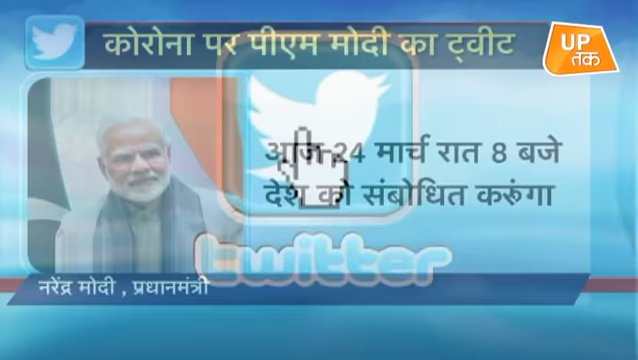 कोरोना पर पीएम मोदी का ट्वीट
UP
तक
आज 24 मार्च रात 8 बजे
देश को संबोधित करूंगा
twitter
नरेंद्र मोदी , प्रधानमंत्री